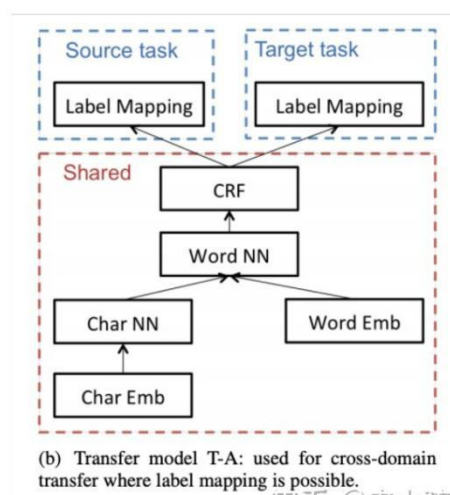 Source task
Target task
Label Mapping
Label Mapping
Shared
CRF
Word NN
Char NN
Word Emb
Char Emb
(b) Transfer model T-A: used for cross-domain
transfer where label mapping is possible.